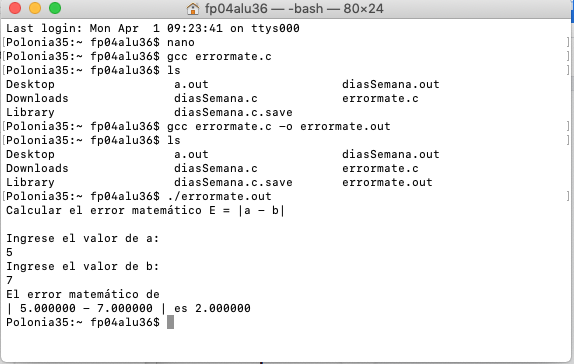 fp04alu36 — -bash — 80×24
Last login: Mon Apr  1 09:23:41 on ttys000
[Polonia35:~ fp04alu36$ nano ]
[Polonia35:~ fp04alu36$ gcc errormate.c ]
[Polonia35:~ fp04alu36$ ls ]
Desktop a.out diasSemana.out
Downloads diasSemana.c errormate.c
Library diasSemana.c.save
[Polonia35:~ fp04alu36$ gcc errormate.c -o errormate.out ]
[Polonia35:~ fp04alu36$ ls ]
Desktop a.out diasSemana.out
Downloads diasSemana.c errormate.c
Library diasSemana.c.save errormate.out
[Polonia35:~ fp04alu36$ ./errormate.out ]
Calcular el error matemático E = |a - b|
Ingrese el valor de a:
5
Ingrese el valor de b:
7
El error matemático de
| 5.000000 - 7.000000 | es 2.000000
Polonia35:~ fp04alu36$